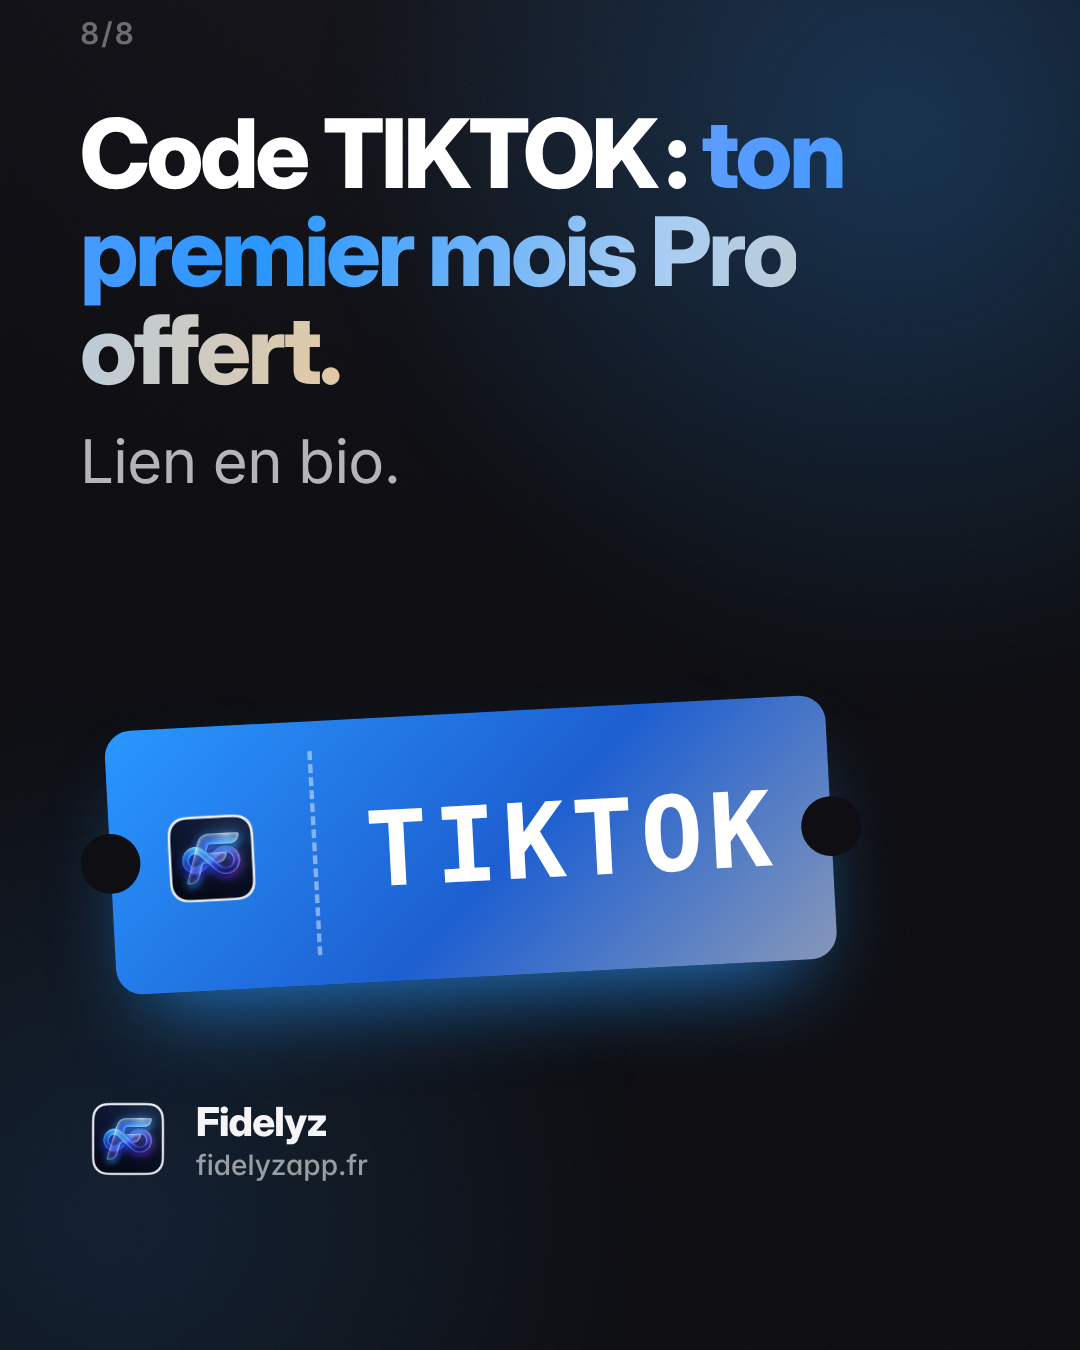 8/8
Code TIKTOK : ton
premier mois Pro
offert.
Lien en bio.
TIKTOK
Fidelyz
fidelyzapp.fr